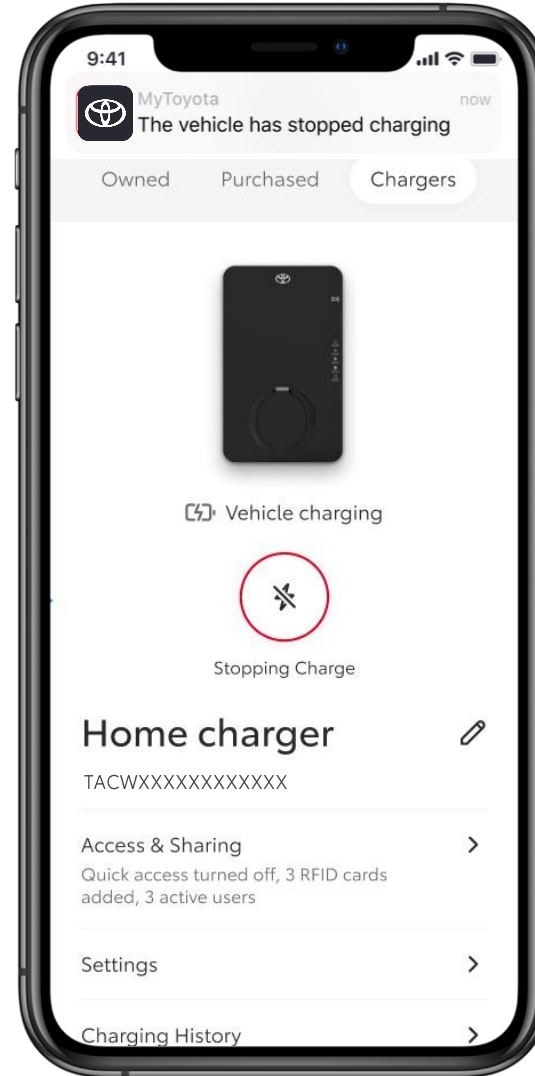 9:41
MyToyota now
The vehicle has stopped charging
Owned Purchased Chargers
Vehicle charging
Stopping Charge
Home charger
TACWXXXXXXXXXXXX
Access & Sharing
Quick access turned off, 3 RFID cards
added, 3 active users
Settings
Charging History